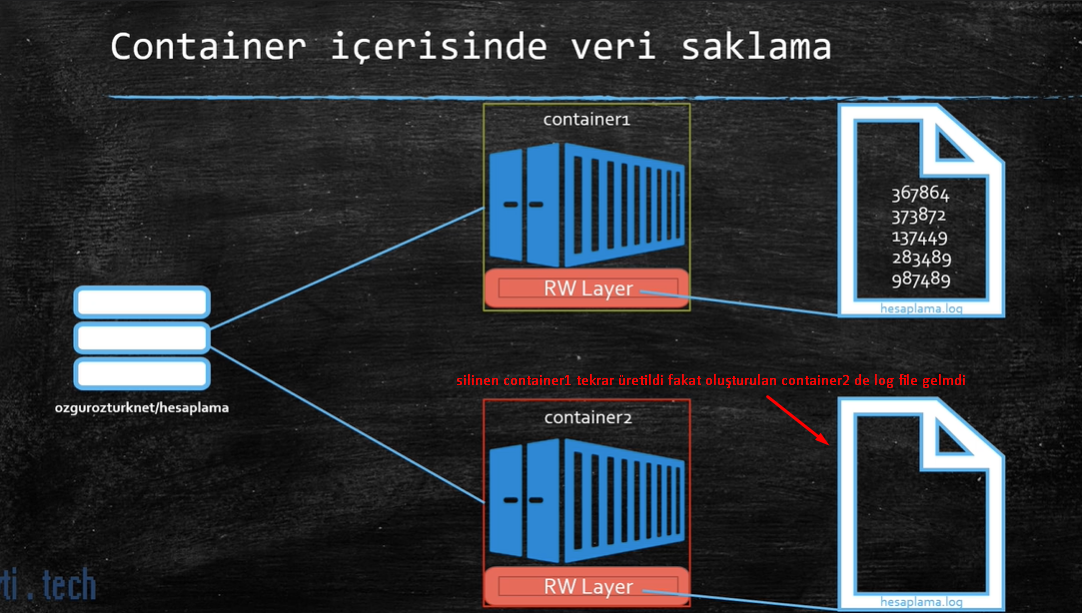 Container içerisinde veri saklama
container1
RW Layer
367864
373872
137449
283489
987489
hesaplama.log
ozgurozturknet/hesaplama
silinen container1 tekrar üretildi fakat oluşturulan container2 de log file gelmdi
container2
RW Layer
hesaplama.log
ti . tech